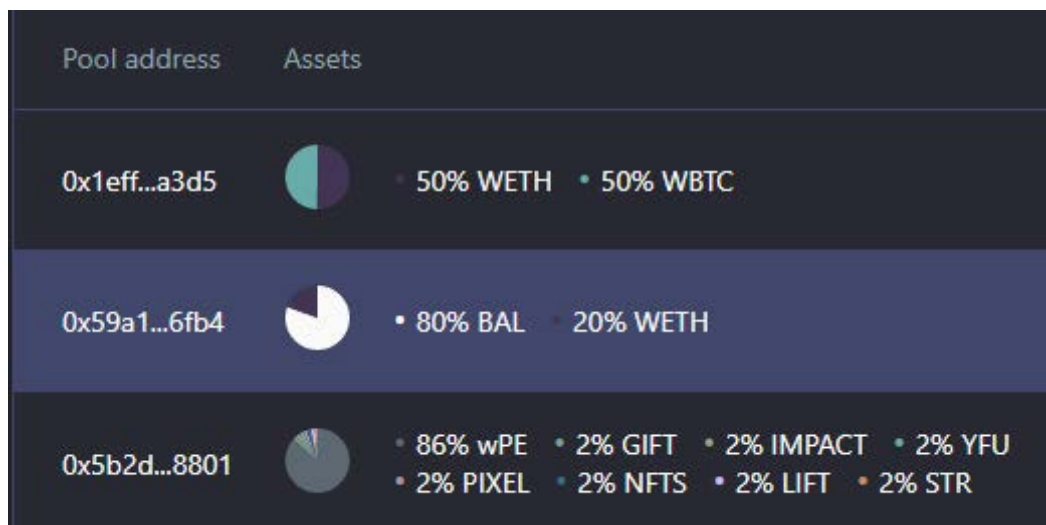 Pool address Assets
0x1eff...a3d5 50% WETH 50% WBTC
0x59a1...6fb4 80% BAL 20% WETH
0x5b2d...8801 86% wPE 2% GIFT 2% IMPACT 2% YFU
2% PIXEL 2% NFTS 2% LIFT 2% STR